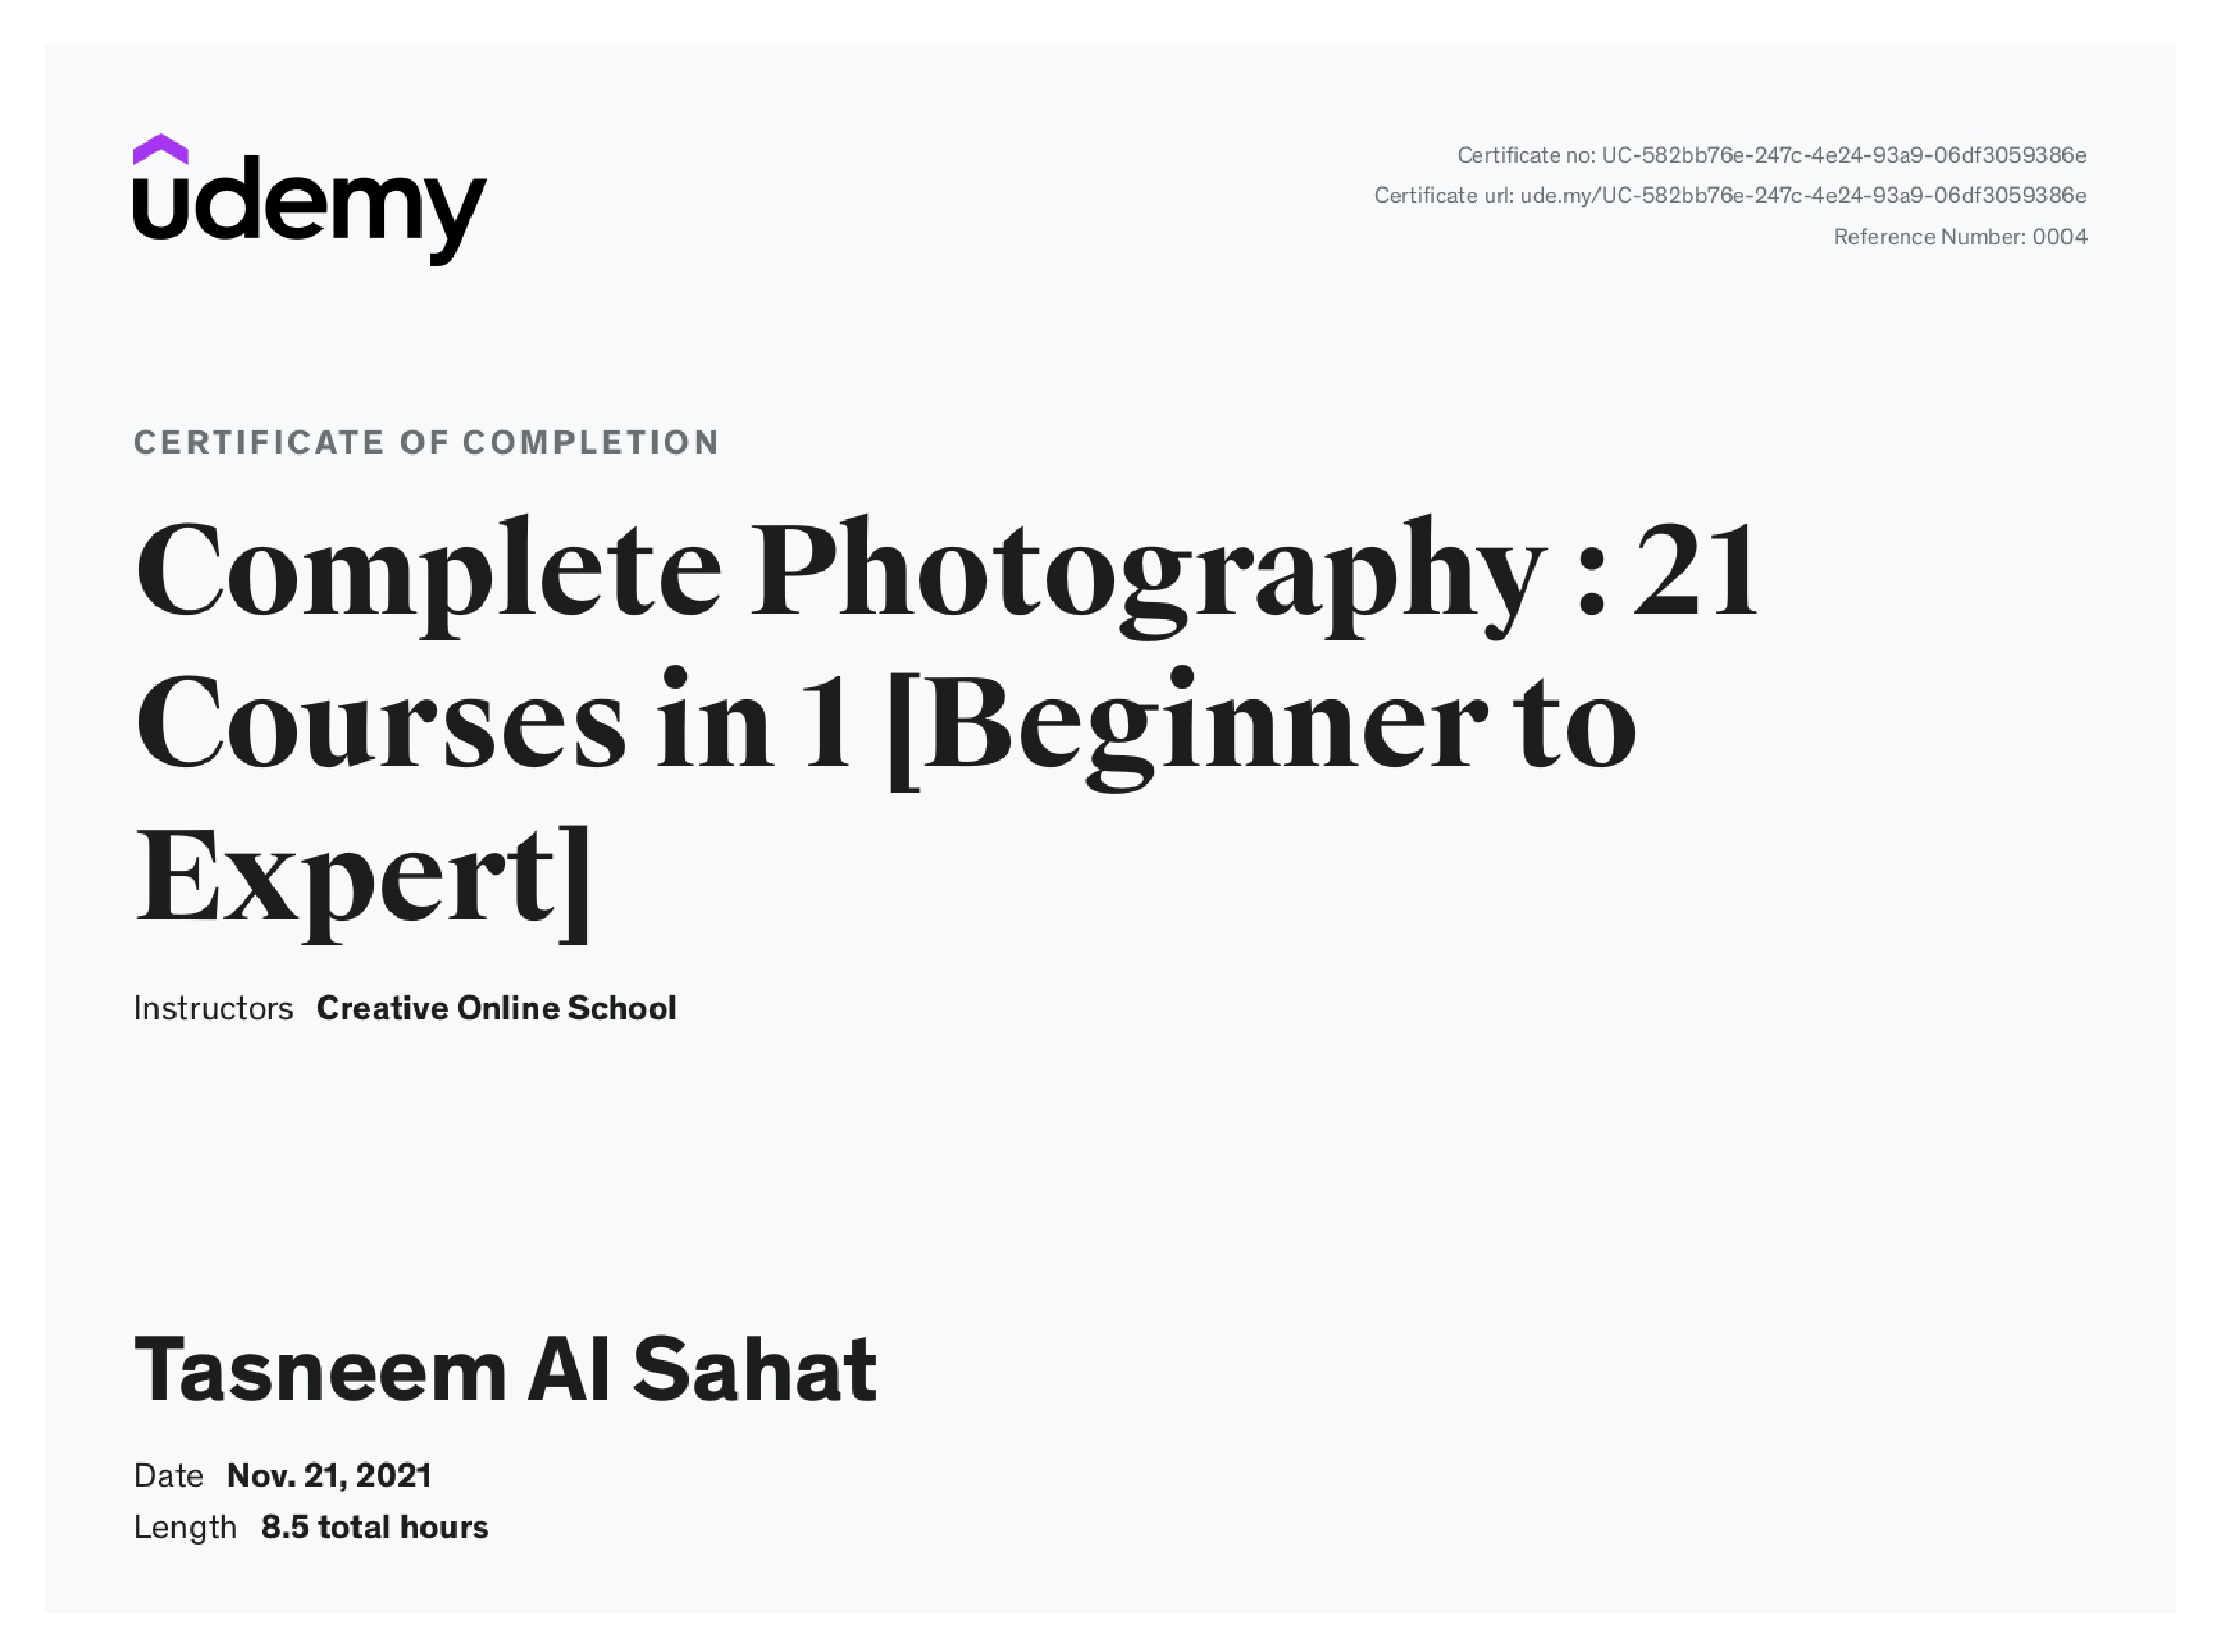 udemy
Certificate no: UC-582bb76e-247c-4e24-93a9-06df3059386e
Certificate url: ude.my/UC-582bb76e-247c-4e24-93a9-06df3059386e
Reference Number: 0004
CERTIFICATE OF COMPLETION
Complete Photography : 21
Courses in 1 [Beginner to
Expert]
Instructors Creative Online School
Tasneem Al Sahat
Date Nov. 21, 2021
Length 8.5 total hours